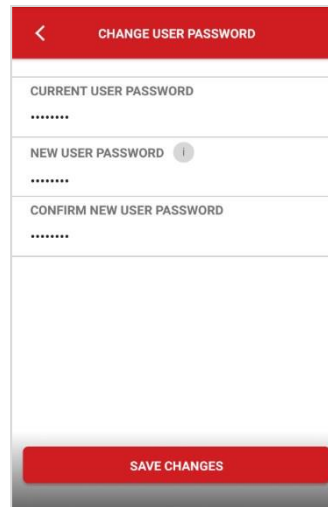 CHANGE USER PASSWORD
CURRENT USER PASSWORD
••••••••
NEW USER PASSWORD i
••••••••
CONFIRM NEW USER PASSWORD
••••••••
SAVE CHANGES